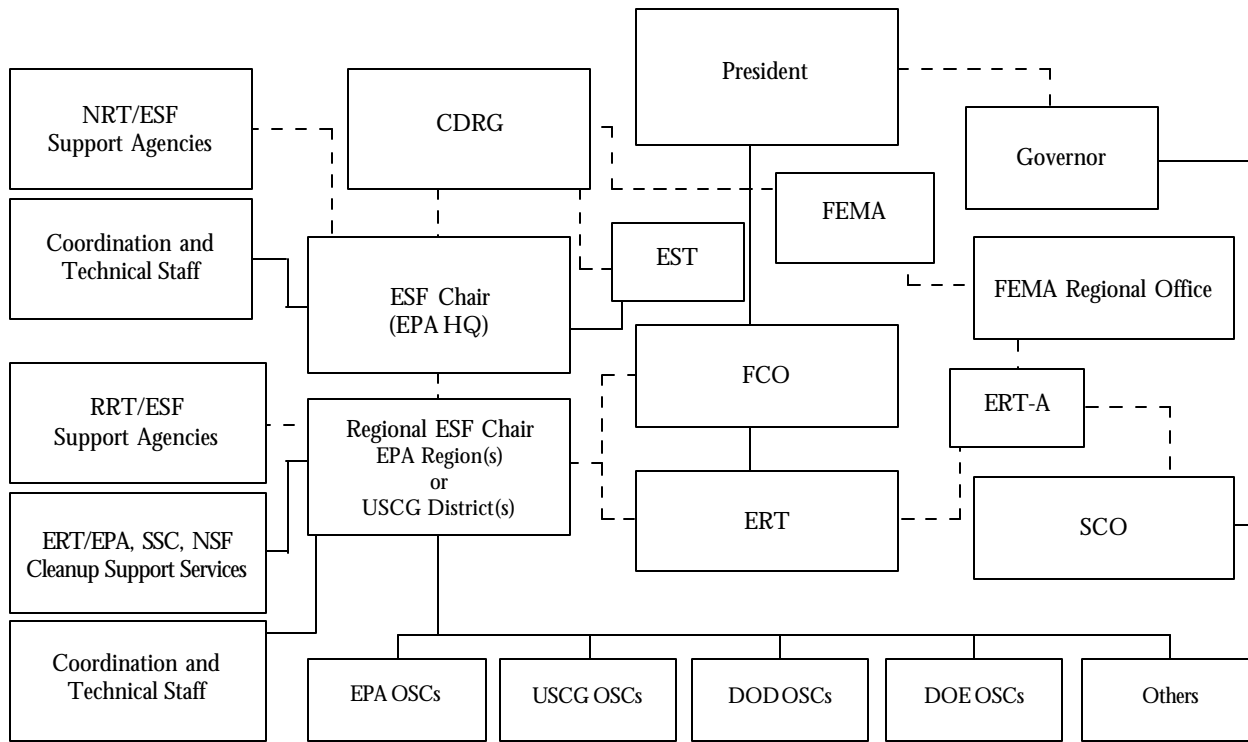 President
NRT/ESF
Support Agencies
CDRG
Governor
FEMA
Coordination and
Technical Staff
EST
ESF Chair
(EPA HQ)
FEMA Regional Office
FCO
RRT/ESF
Support Agencies
ERT-A
Regional ESF Chair
EPA Region(s)
or
USCG District(s)
ERT
SCO
ERT/EPA, SSC, NSF
Cleanup Support Services
Coordination and
Technical Staff
EPA OSCs
USCG OSCs
DOD OSCs
DOE OSCs
Others